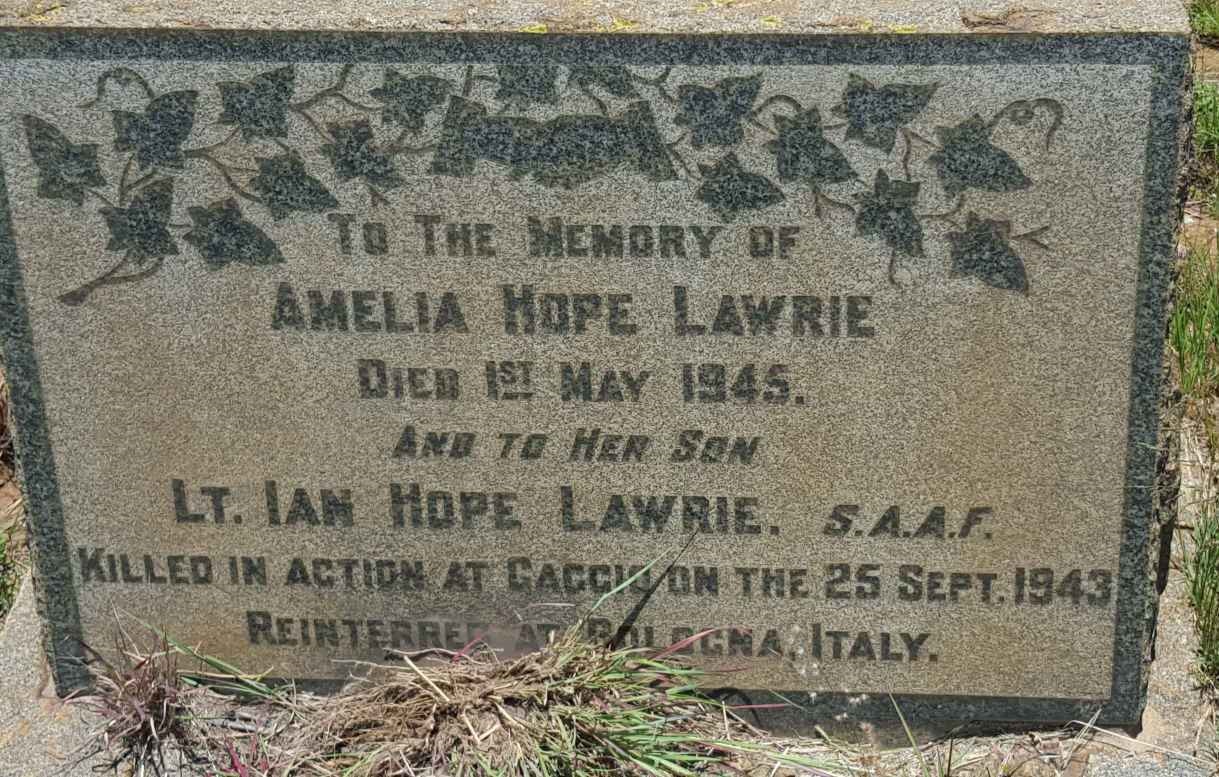 To The Memory of
Amelia Hope Lawrie
Died 1st May 1945.
And to Her Son
Lt. Ian Hope Lawrie. S.A.A.F.
Killed in action at on the 25 Sept. 1943
Reinterred at Bologna, Italy.